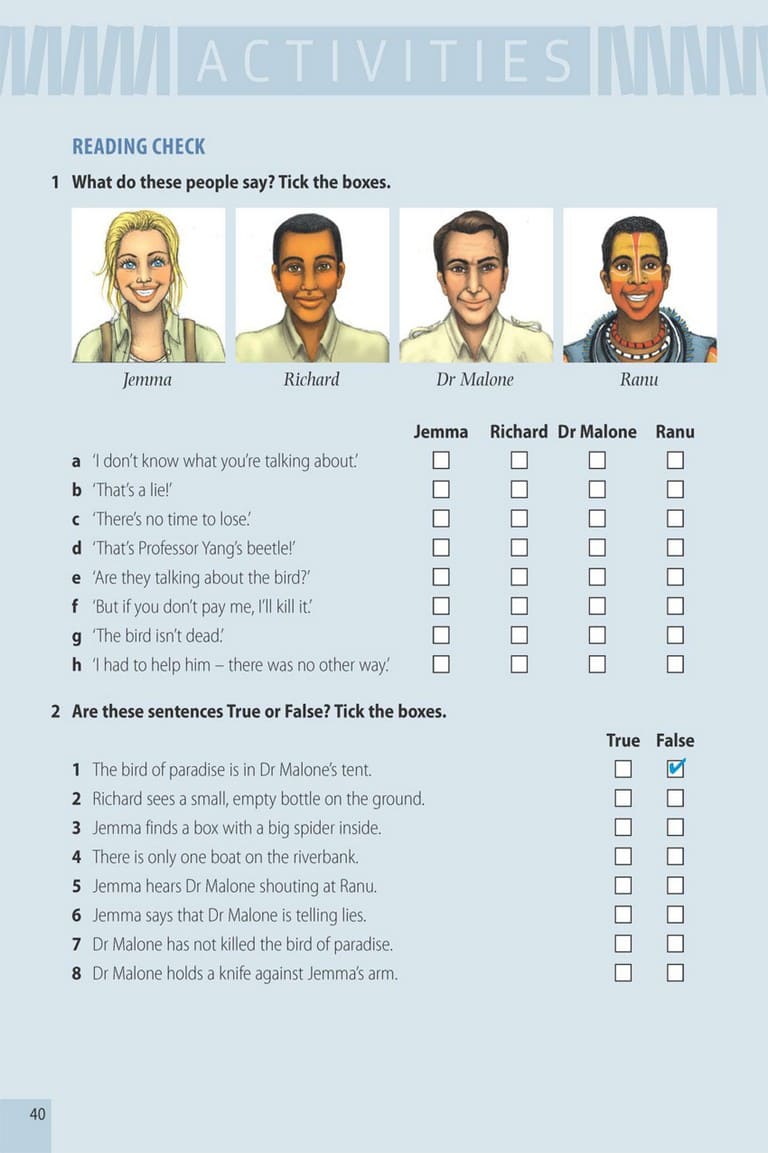 ACTIVITIES
READING CHECK
1 What do these people say? Tick the boxes.
Jemma Richard Dr Malone Ranu
Jemma Richard Dr Malone Ranu
a ‘I don’t know what you’re talking about.’
b ‘That’s a lie!’
c ‘There’s no time to lose.’
d ‘That’s Professor Yang’s beetle!’
e ‘Are they talking about the bird?’
f ‘But if you don’t pay me, I’ll kill it.’
g ‘The bird isn’t dead.’
h ‘I had to help him – there was no other way.’
2 Are these sentences True or False? Tick the boxes.
True False
1 The bird of paradise is in Dr Malone’s tent.
2 Richard sees a small, empty bottle on the ground.
3 Jemma finds a box with a big spider inside.
4 There is only one boat on the riverbank.
5 Jemma hears Dr Malone shouting at Ranu.
6 Jemma says that Dr Malone is telling lies.
7 Dr Malone has not killed the bird of paradise.
8 Dr Malone holds a knife against Jemma’s arm.
40